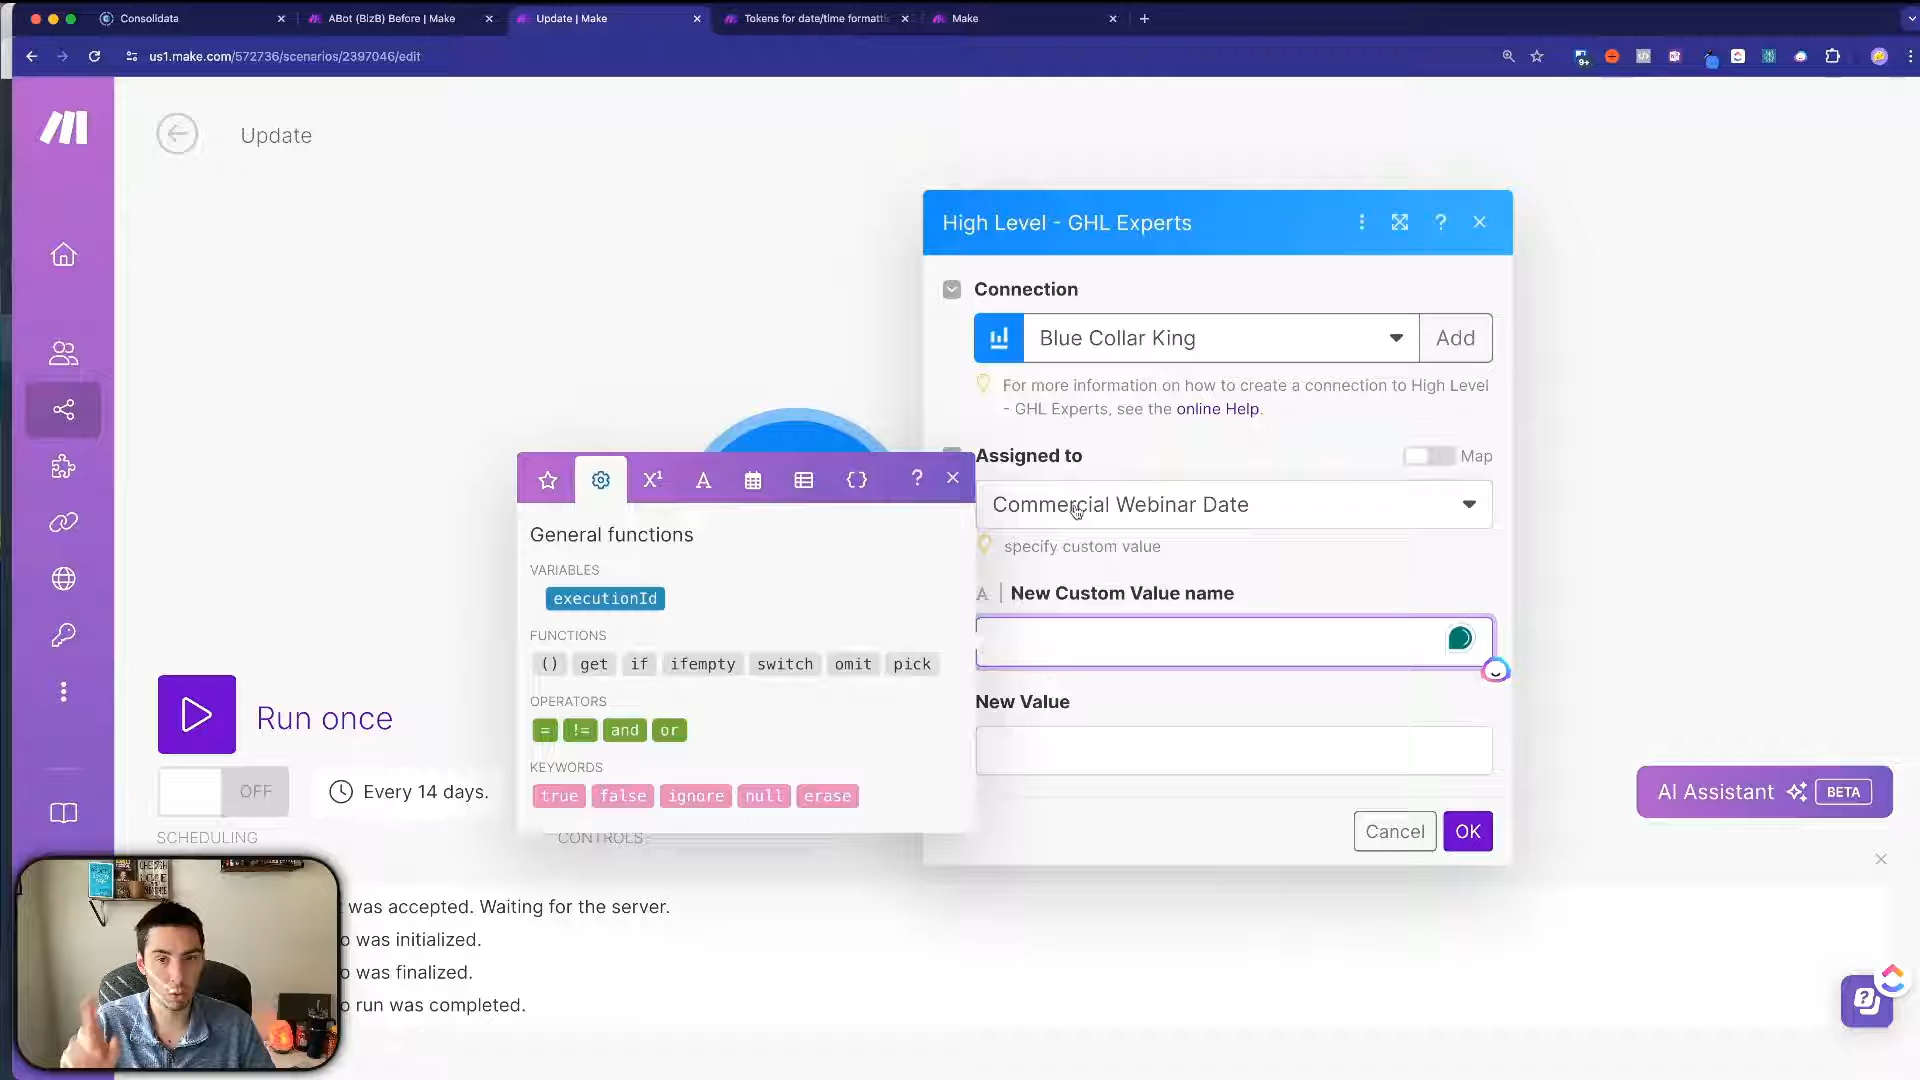 Consolidata
ABot (BizB) Before | Make
Update | Make
Tokens for date/time formatti
Make
us1.make.com/572736/scenarios/2397046/edit
Update
High Level - GHL Experts
Connection
Blue Collar King
Add
For more information on how to create a connection to High Level
- GHL Experts, see the online Help.
Assigned to
Map
Commercial Webinar Date
specify custom value
A | New Custom Value name
New Value
Cancel
OK
General functions
VARIABLES
executionId
FUNCTIONS
() get if ifempty switch omit pick
OPERATORS
= != and or
KEYWORDS
true false ignore null erase
Run once
OFF
Every 14 days.
SCHEDULING
CONTROLS
AI Assistant BETA
was accepted. Waiting for the server.
o was initialized.
o was finalized.
o run was completed.